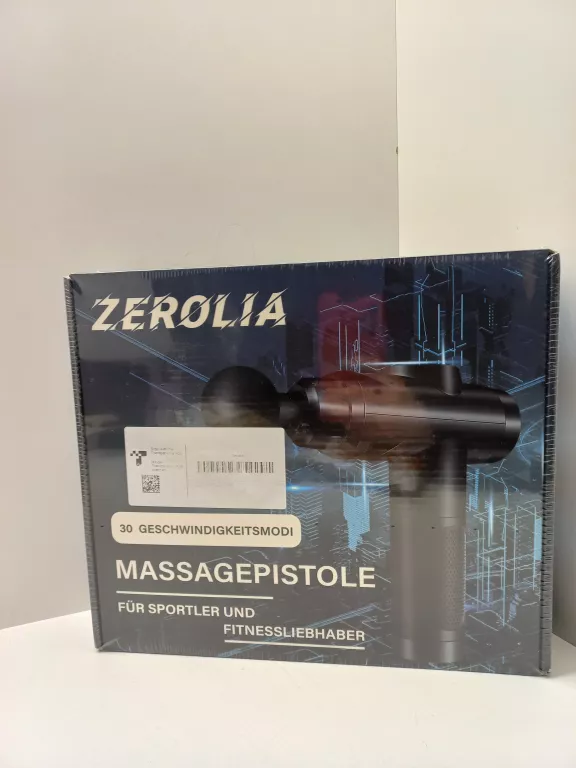 ZEROLIA
30 GESCHWINDIGKEITSMODI
MASSAGEPISTOLE
FÜR SPORTLER UND
FITNESSLIEBHABER